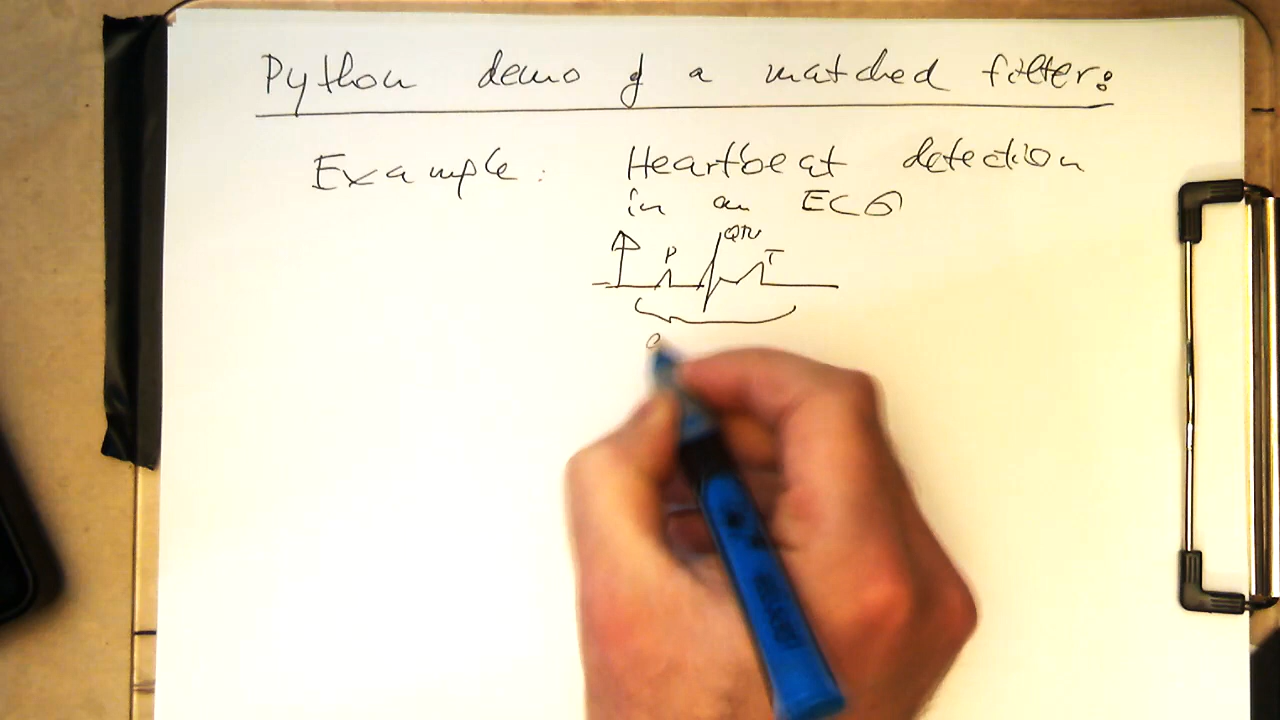 Python demo of a matched filter:
Example: Heartbeat detection
in an ECG
P QRS T